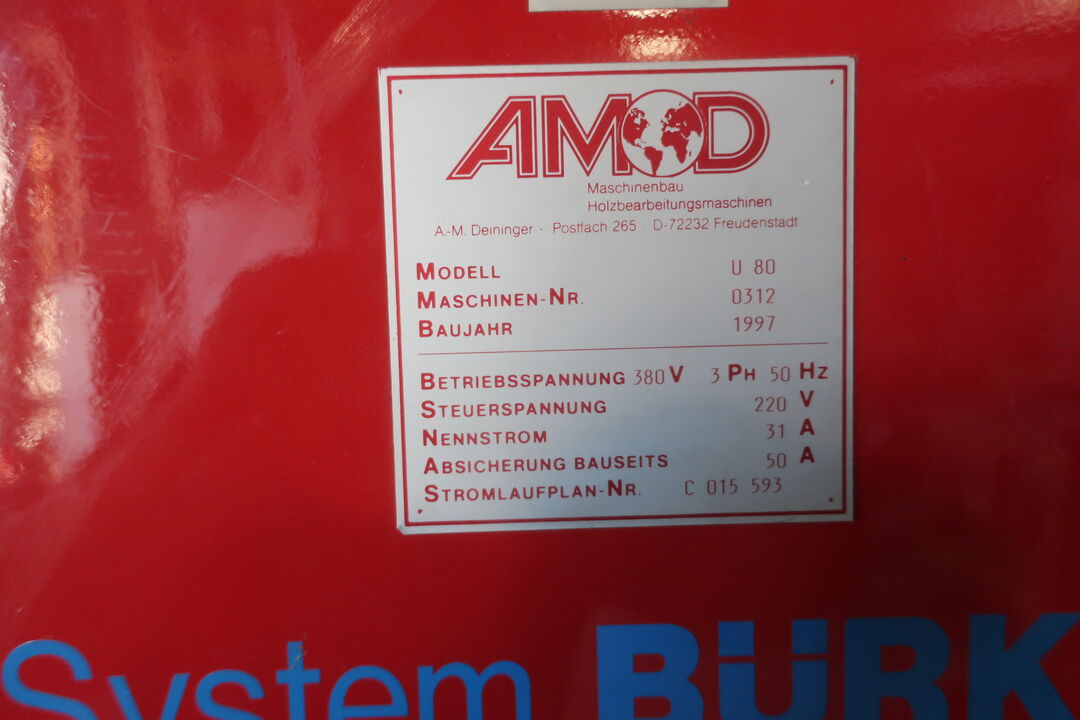 AMOD
Maschinenbau
Holzbearbeitungsmaschinen
A.-M. Deininger · Postfach 265 · D-72232 Freudenstadt
MODELL U 80
MASCHINEN-NR. 0312
BAUJAHR 1997
BETRIEBSSPANNUNG 380 V 3 PH 50 HZ
STEUERSPANNUNG 220 V
NENNSTROM 31 A
ABSICHERUNG BAUSEITS 50 A
STROMLAUFPLAN-NR. C 015 593
System BÜRK